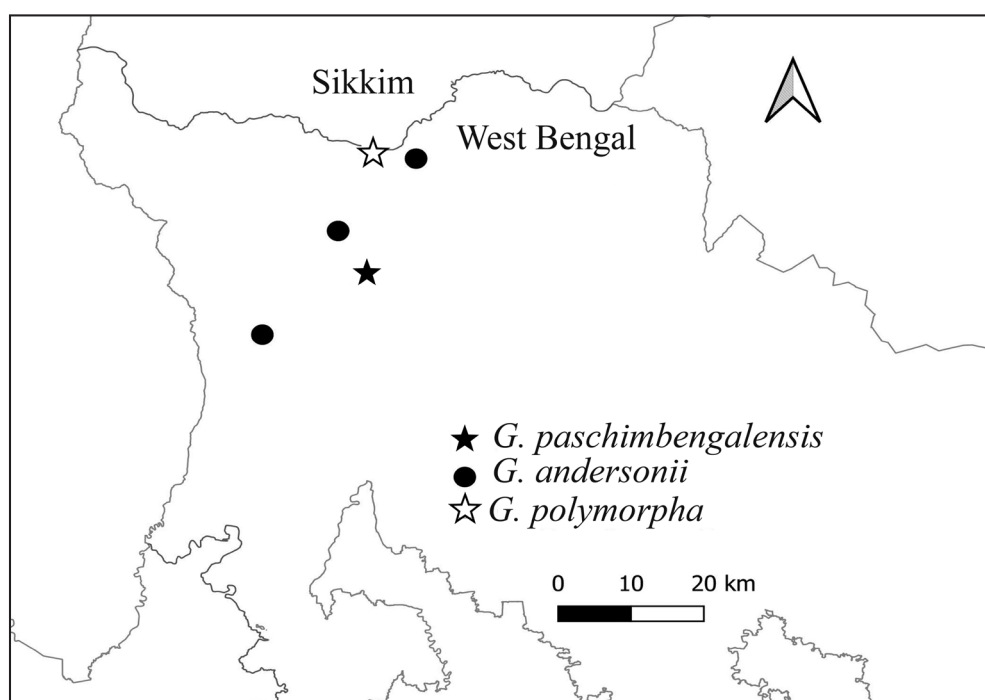 Sikkim
West Bengal
G. paschimbengalensis
G. andersonii
G. polymorpha
0 10 20 km